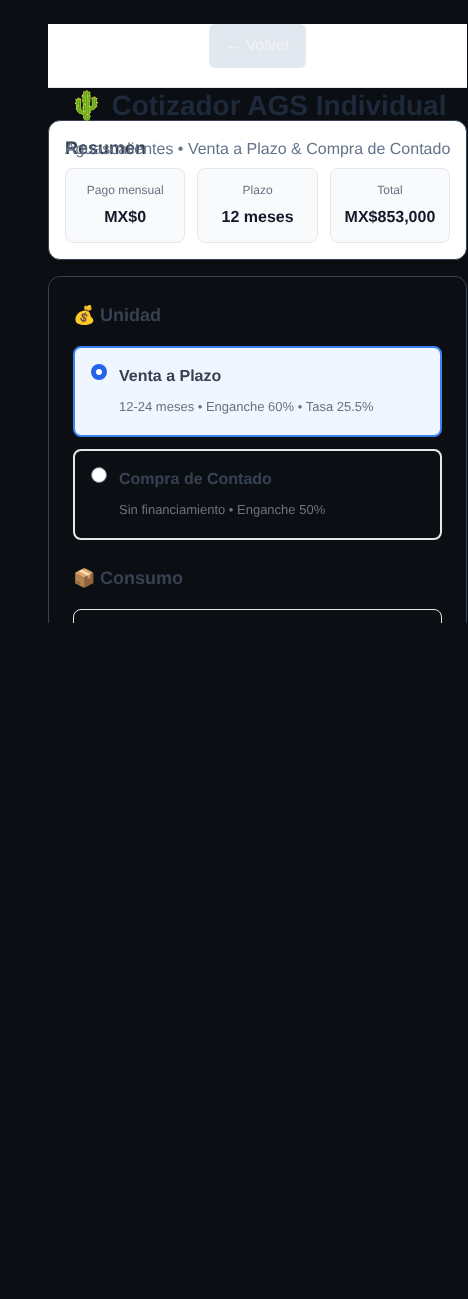 ← Volver
🌵 Cotizador AGS Individual
Aguascalientes • Venta a Plazo & Compra de Contado
Resumen
Pago mensual
MX$0
Plazo
12 meses
Total
MX$853,000
💰 Unidad
Venta a Plazo
12-24 meses • Enganche 60% • Tasa 25.5%
Compra de Contado
Sin financiamiento • Enganche 50%
📦 Consumo